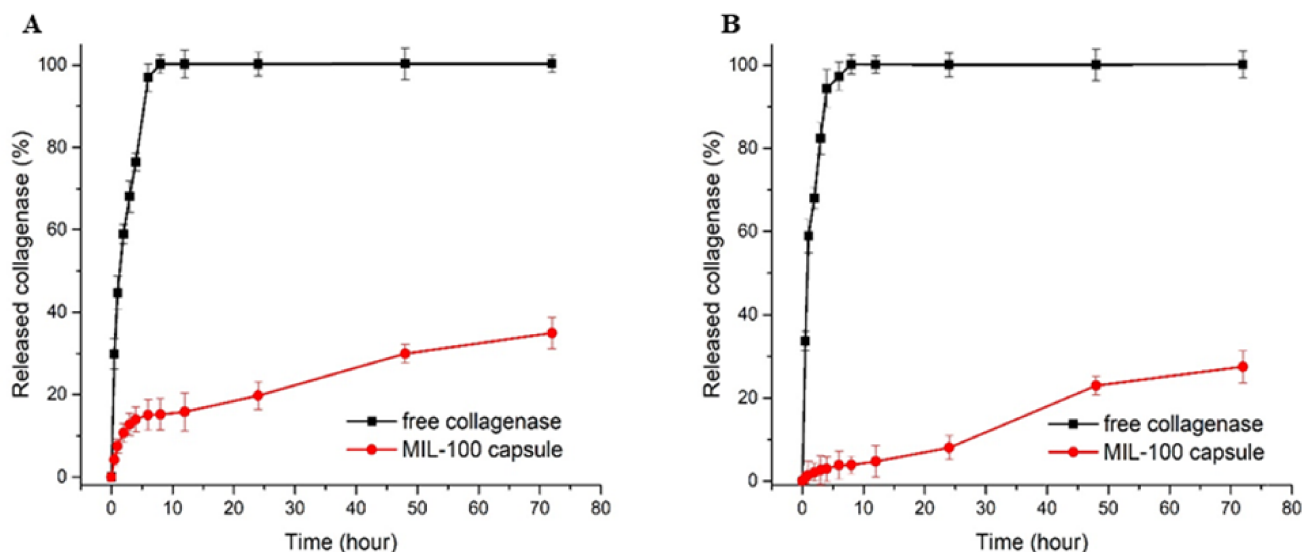 A
Released collagenase (%)
100
80
60
40
20
0
free collagenase
MIL-100 capsule
0 10 20 30 40 50 60 70 80
Time (hour)
B
Released collagenase (%)
100
80
60
40
20
0
free collagenase
MIL-100 capsule
0 10 20 30 40 50 60 70 80
Time (hour)